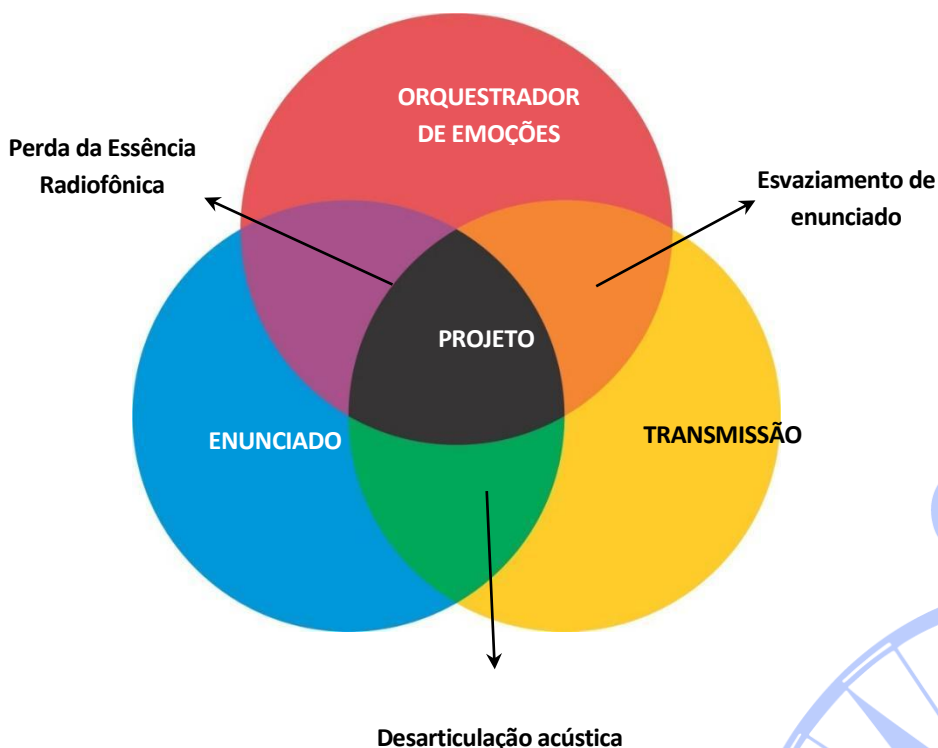 ORQUESTRADOR
DE EMOÇÕES
Perda da Essência
Radiofônica
Esvaziamento de
enunciado
PROJETO
ENUNCIADO
TRANSMISSÃO
Desarticulação acústica